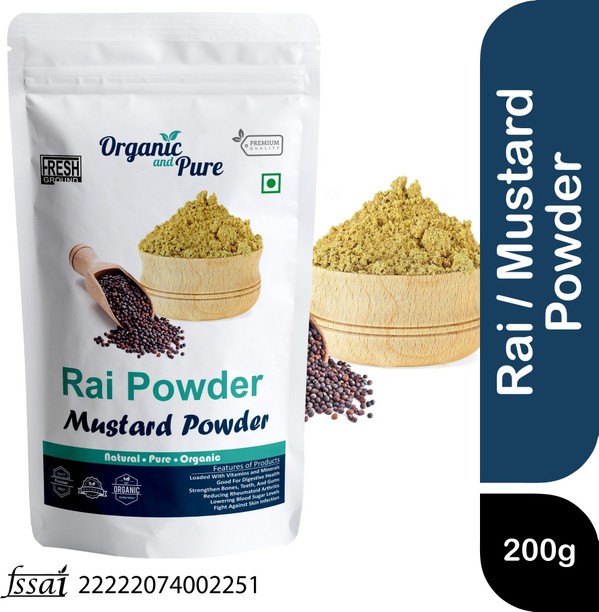 Organic
and Pure
PREMIUM
QUALITY
FRESH
GROUND
Rai Powder
Mustard Powder
Natural • Pure • Organic
Features of Products
Loaded With Vitamins and Minerals
Good For Digestive Health
Strengthen Bones, Teeth, And Gums
Reducing Rheumatoid Arthritis
Lowering Blood Sugar Levels
Fight Against Skin Infection
ORGANIC
fssai 22222074002251
Rai / Mustard
Powder
200g